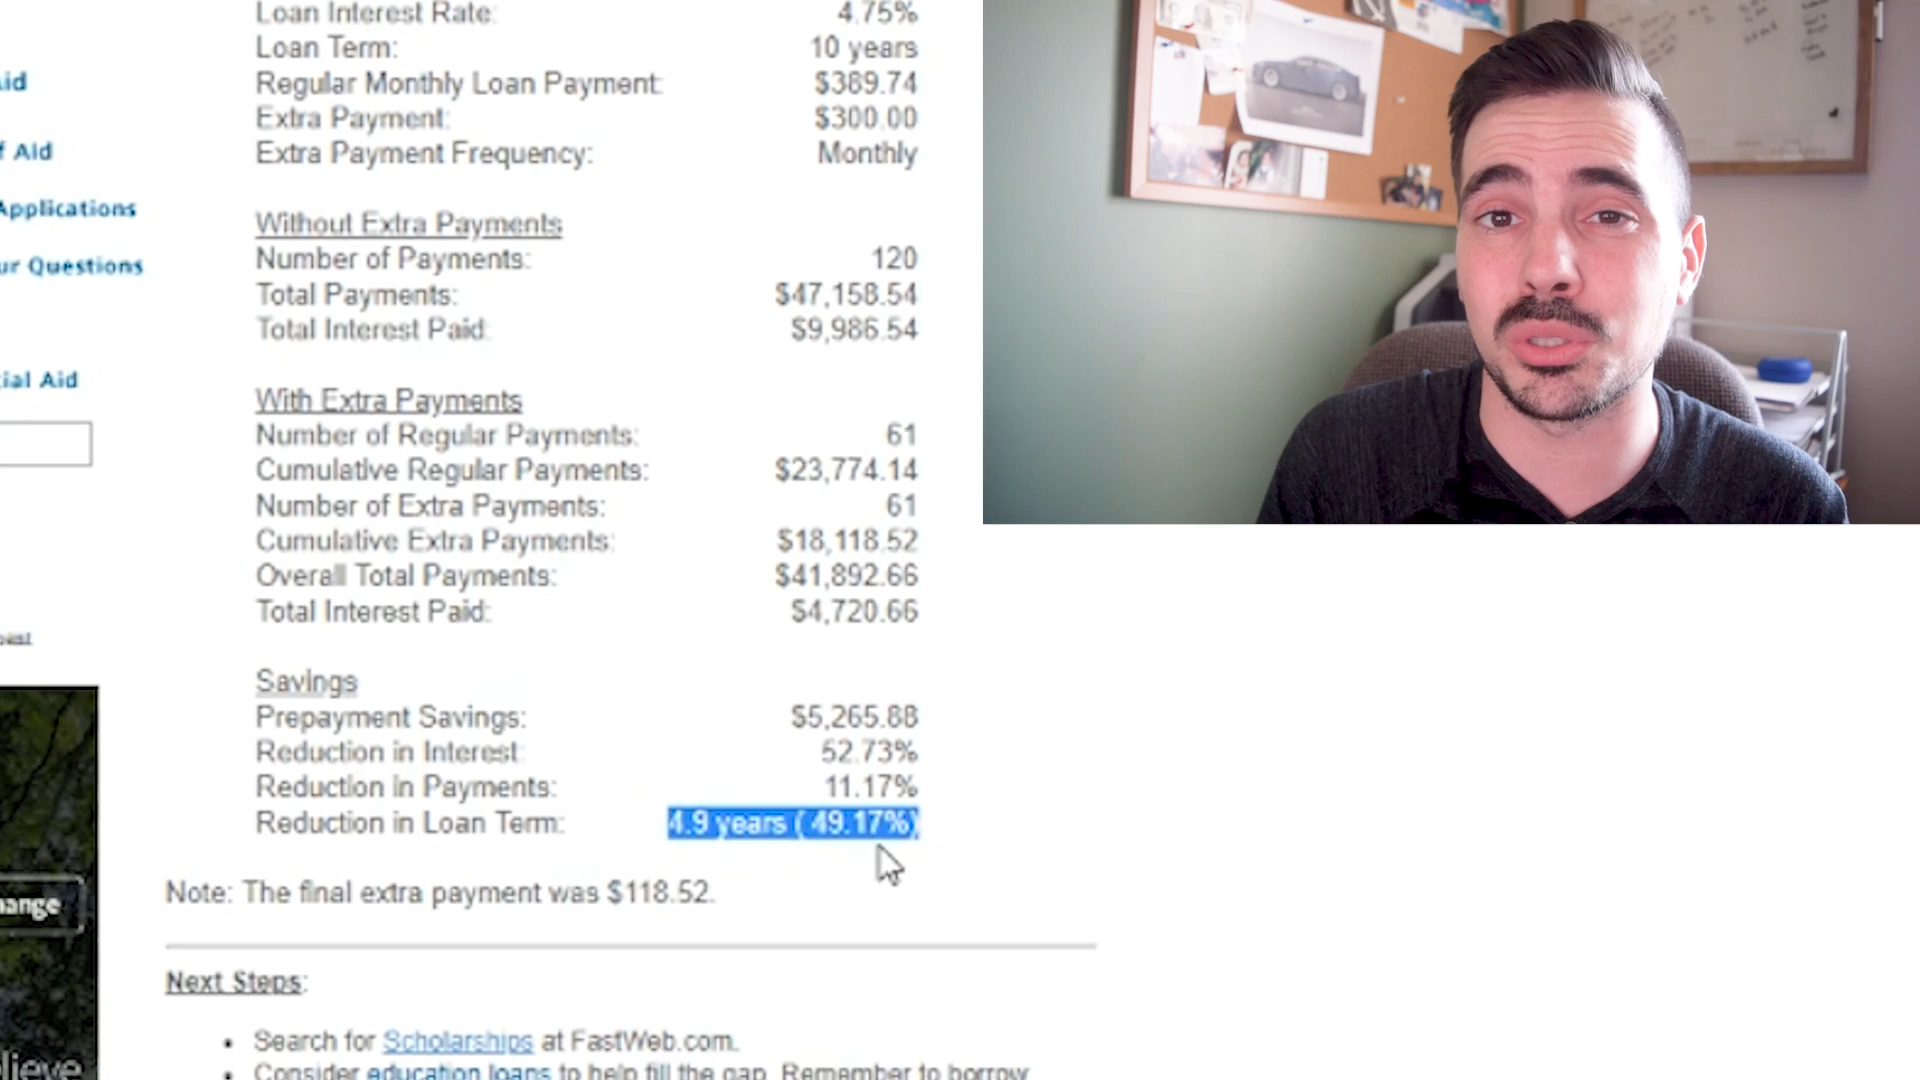 Loan Interest Rate: 4.75%
Loan Term: 10 years
Regular Monthly Loan Payment: $389.74
Extra Payment: $300.00
Extra Payment Frequency: Monthly
Without Extra Payments
Number of Payments: 120
Total Payments: $47,158.54
Total Interest Paid: $9,986.54
With Extra Payments
Number of Regular Payments: 61
Cumulative Regular Payments: $23,774.14
Number of Extra Payments: 61
Cumulative Extra Payments: $18,118.52
Overall Total Payments: $41,892.66
Total Interest Paid: $4,720.66
Savings
Prepayment Savings: $5,265.88
Reduction in Interest: 52.73%
Reduction in Payments: 11.17%
Reduction in Loan Term: 4.9 years ( 49.17%)
Note: The final extra payment was $118.52.
Next Steps:
• Search for Scholarships at FastWeb.com.
• Consider education loans to help fill the gap. Remember to borrow
Aid
f Aid
Applications
ur Questions
cial Aid
hange
lieve